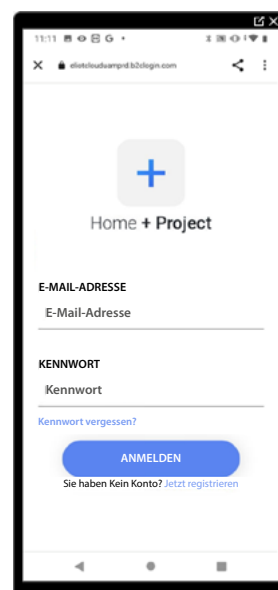 11:11
eliotclouduamprd.b2clogin.com
Home + Project
E-MAIL-ADRESSE
E-Mail-Adresse
KENNWORT
Kennwort
Kennwort vergessen?
ANMELDEN
Sie haben Kein Konto? Jetzt registrieren